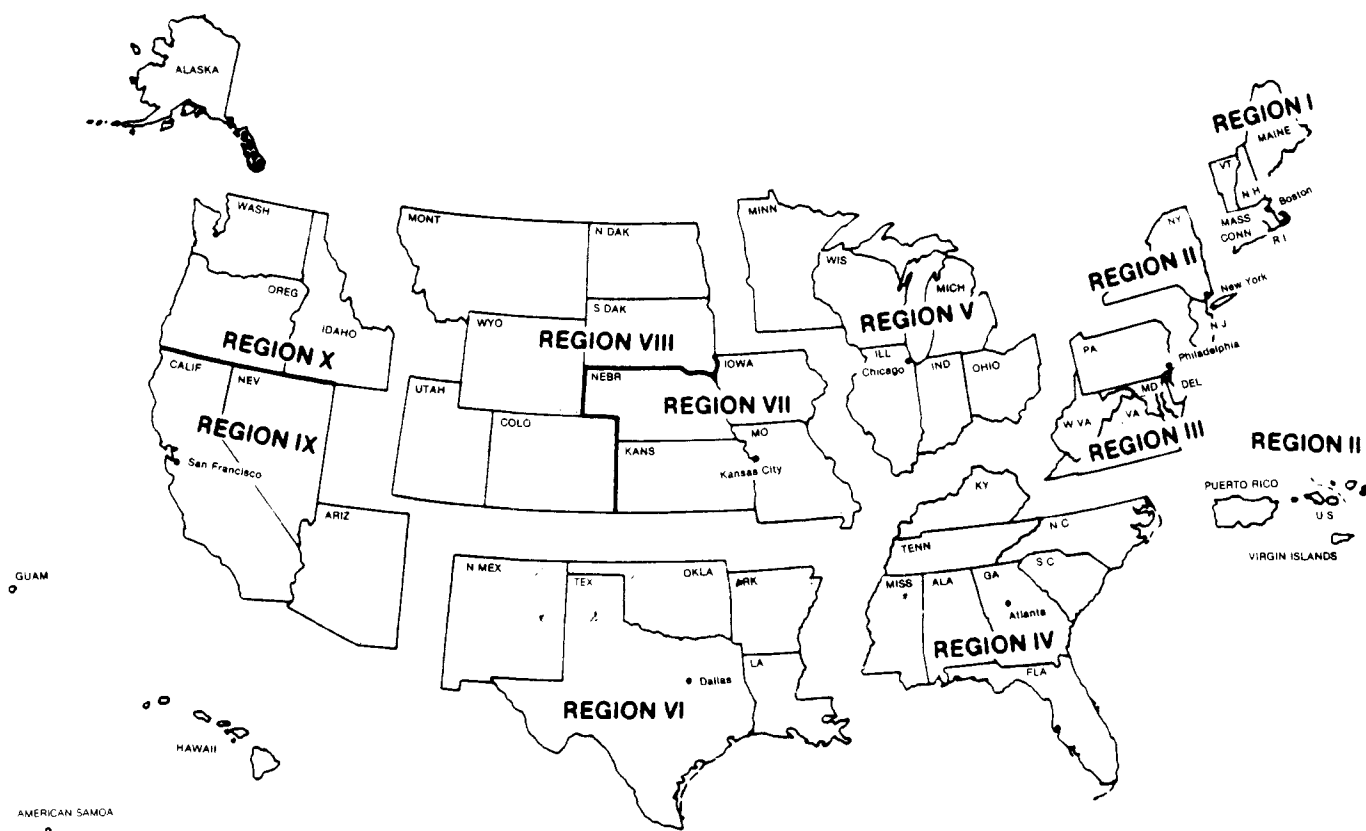 ALASKA
REGION I
MAINE
VT
N H
Boston
MASS
CONN
R I
WASH
MONT
N DAK
MINN
WIS
MICH
NY
REGION II
New York
N J
OREG
IDAHO
REGION X
WYO
S DAK
REGION VIII
REGION V
ILL
Chicago
IND
OHIO
PA
Philadelphia
MD
DEL
W VA
VA
REGION III
CALIF
NEV
REGION IX
San Francisco
UTAH
COLO
NEBR
IOWA
REGION VII
KANS
MO
Kansas City
KY
REGION II
PUERTO RICO
U S
VIRGIN ISLANDS
ARIZ
N MEX
TEX
OKLA
ARK
TENN
N C
S C
MISS
ALA
GA
Atlanta
REGION IV
FLA
LA
Dallas
REGION VI
GUAM
HAWAII
AMERICAN SAMOA